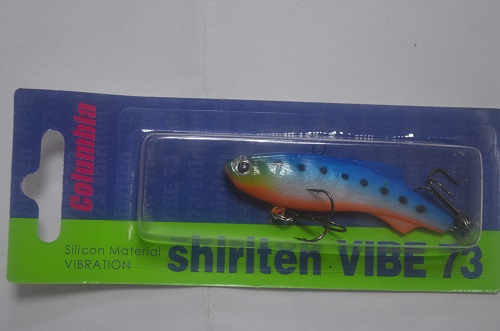 Columbia
Silicon Material
VIBRATION
shiriten VIBE 73